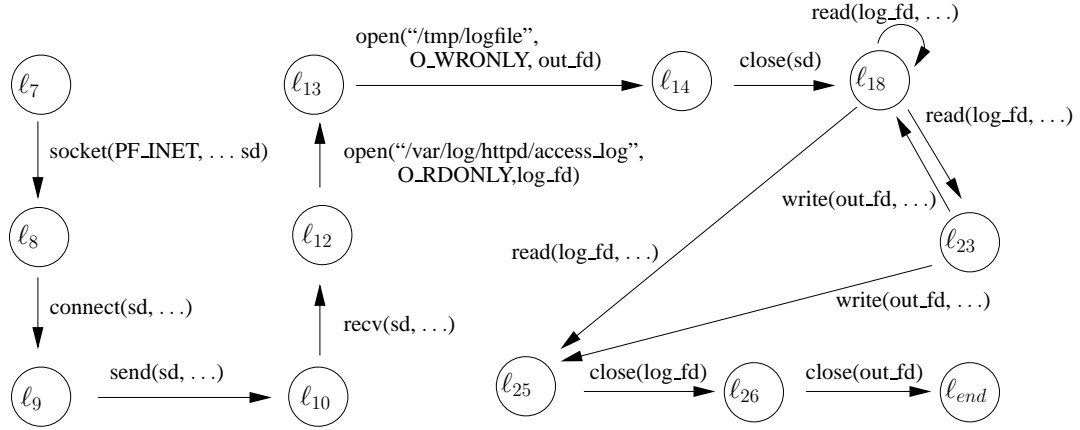 read(log_fd, . . .)
open(“/tmp/logfile”,
O_WRONLY, out_fd)
close(sd)
ℓ7
ℓ13
ℓ14
ℓ18
read(log_fd, . . .)
socket(PF_INET, . . . sd)
open(“/var/log/httpd/access_log”,
O_RDONLY,log_fd)
write(out_fd, . . .)
ℓ8
ℓ12
ℓ23
read(log_fd, . . .)
connect(sd, . . .)
recv(sd, . . .)
write(out_fd, . . .)
send(sd, . . .)
close(log_fd)
close(out_fd)
ℓ9
ℓ10
ℓ25
ℓ26
ℓend